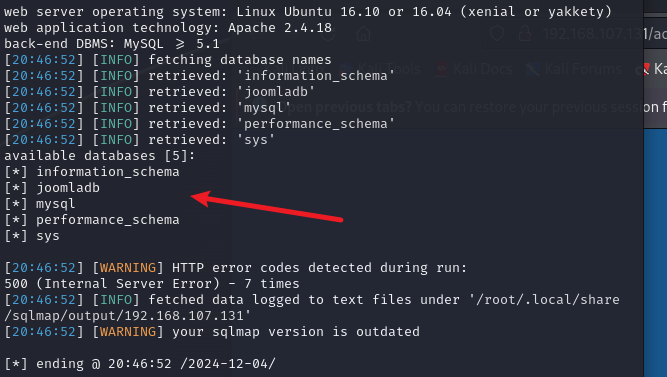 web server operating system: Linux Ubuntu 16.10 or 16.04 (xenial or yakkety)
web application technology: Apache 2.4.18
back-end DBMS: MySQL ≥ 5.1
[20:46:52] [INFO] fetching database names
[20:46:52] [INFO] retrieved: 'information_schema'
[20:46:52] [INFO] retrieved: 'joomladb'
[20:46:52] [INFO] retrieved: 'mysql'
[20:46:52] [INFO] retrieved: 'performance_schema'
[20:46:52] [INFO] retrieved: 'sys'
available databases [5]:
[*] information_schema
[*] joomladb
[*] mysql
[*] performance_schema
[*] sys
[20:46:52] [WARNING] HTTP error codes detected during run:
500 (Internal Server Error) - 7 times
[20:46:52] [INFO] fetched data logged to text files under '/root/.local/share
/sqlmap/output/192.168.107.131'
[20:46:52] [WARNING] your sqlmap version is outdated
[*] ending @ 20:46:52 /2024-12-04/
192.168.107.131/ad
Kali Tools Kali Docs Kali Forums Ka
pen previous tabs? You can restore your previous session f